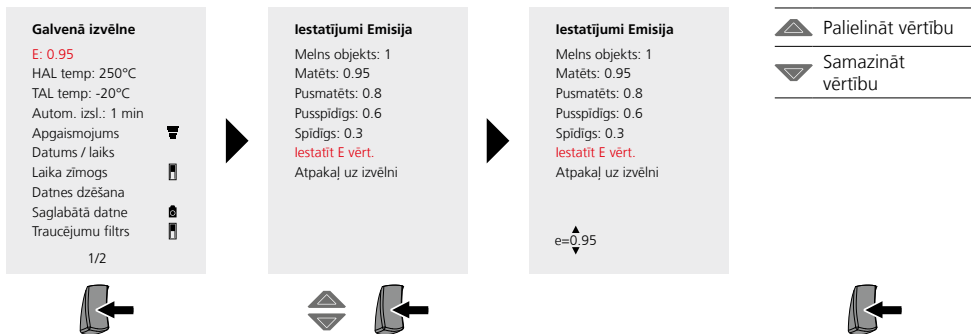 Galvenā izvēlne
E: 0.95
HAL temp: 250°C
TAL temp: -20°C
Autom. izsl.: 1 min
Apgaismojums
Datums / laiks
Laika zīmogs
Datnes dzēšana
Saglabātā datne
Traucējumu filtrs
1/2
Iestatījumi Emisija
Melns objekts: 1
Matēts: 0.95
Pusmatēts: 0.8
Pusspīdīgs: 0.6
Spīdīgs: 0.3
Iestatīt E vērt.
Atpakaļ uz izvēlni
Iestatījumi Emisija
Melns objekts: 1
Matēts: 0.95
Pusmatēts: 0.8
Pusspīdīgs: 0.6
Spīdīgs: 0.3
Iestatīt E vērt.
Atpakaļ uz izvēlni
e=0.95
Palielināt vērtību
Samazināt
vērtību